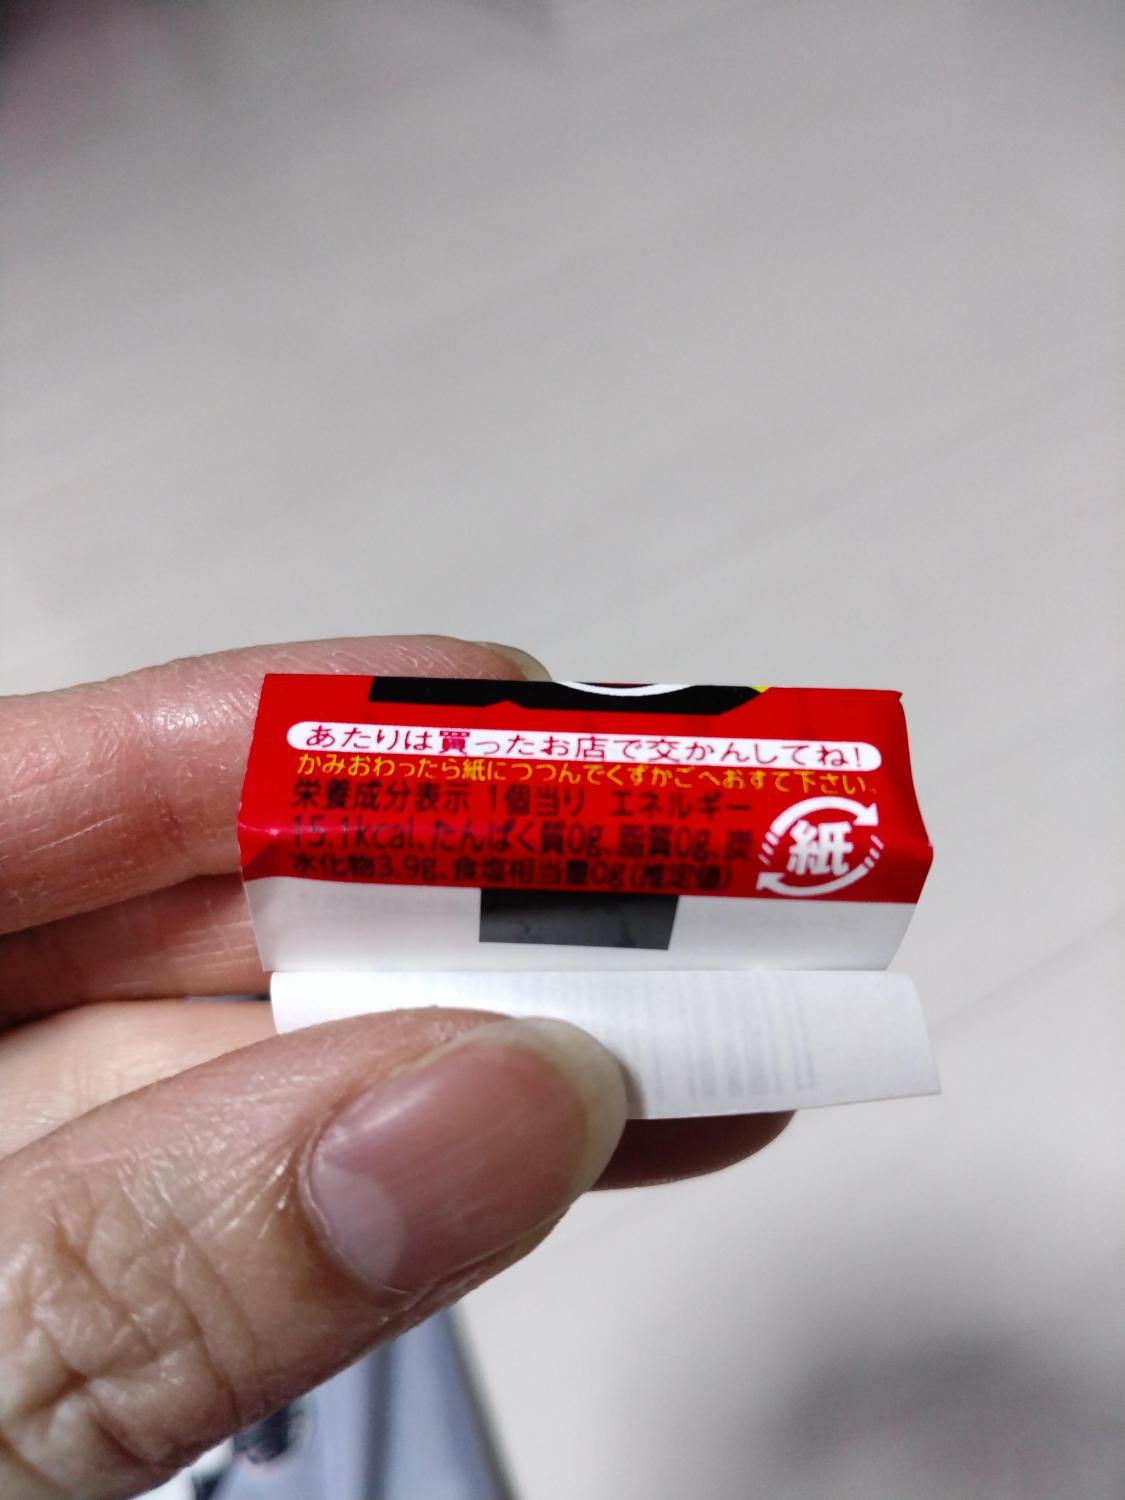 あたりは買ったお店で交かんしてね!
かみおわったら紙につつんでくずかごへおすて下さい。
栄養成分表示 1個当り エネルギー
15.1kcal、たんぱく質0g、脂質0g、炭
水化物3.9g、食塩相当量0g(推定値)
紙